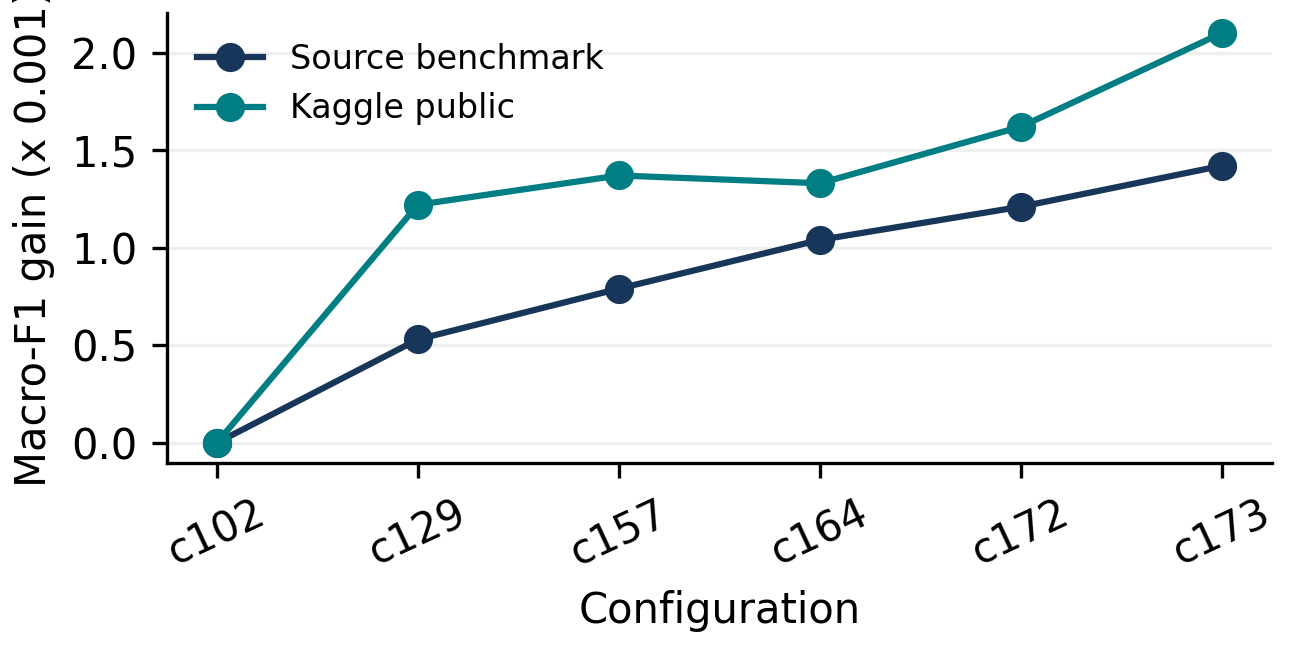 Macro-F1 gain (x 0.001)
2.0
1.5
1.0
0.5
0.0
Source benchmark
Kaggle public
c102
c129
c157
c164
c172
c173
Configuration